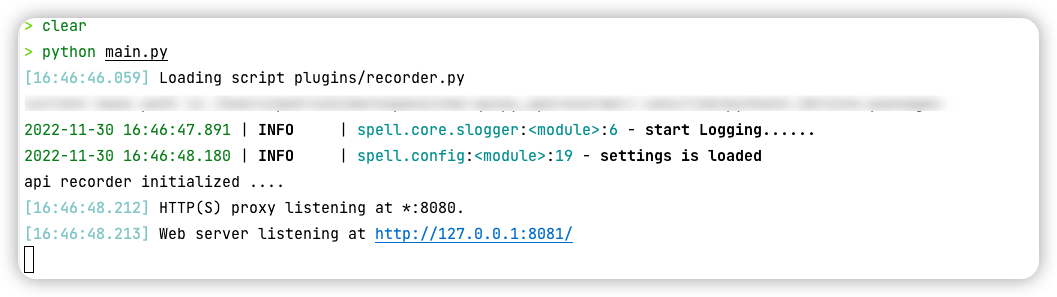 > clear
> python main.py
[16:46:46.059] Loading script plugins/recorder.py
2022-11-30 16:46:47.891 | INFO     | spell.core.slogger:<module>:6 - start Logging......
2022-11-30 16:46:48.180 | INFO     | spell.config:<module>:19 - settings is loaded
api recorder initialized ....
[16:46:48.212] HTTP(S) proxy listening at *:8080.
[16:46:48.213] Web server listening at http://127.0.0.1:8081/